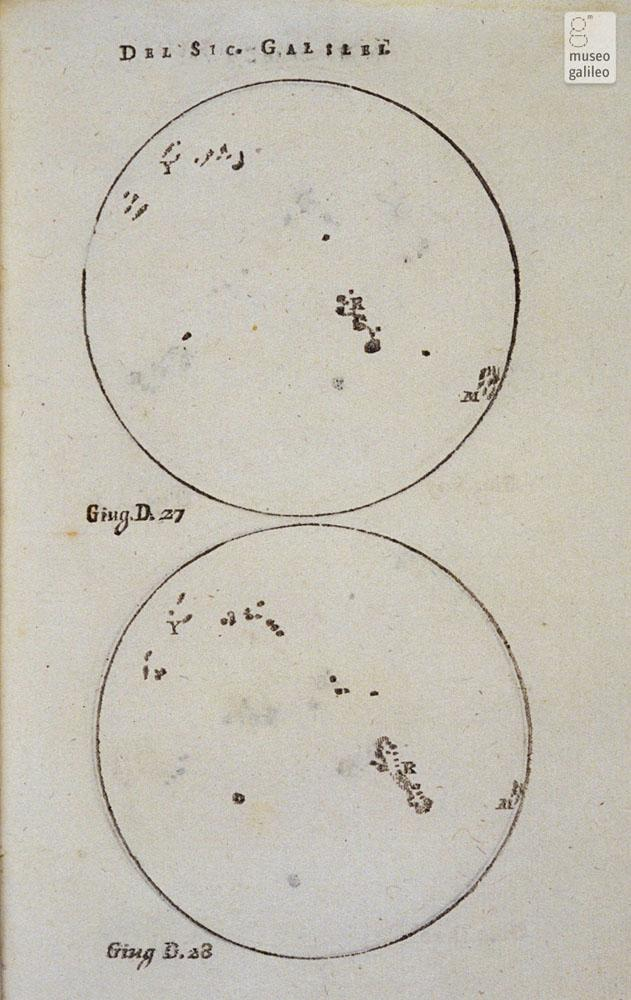 DEL SIG. GALILEI.
museo
galileo
Y
R
M
Giug. D. 27
Y
R
M
Giug D. 28